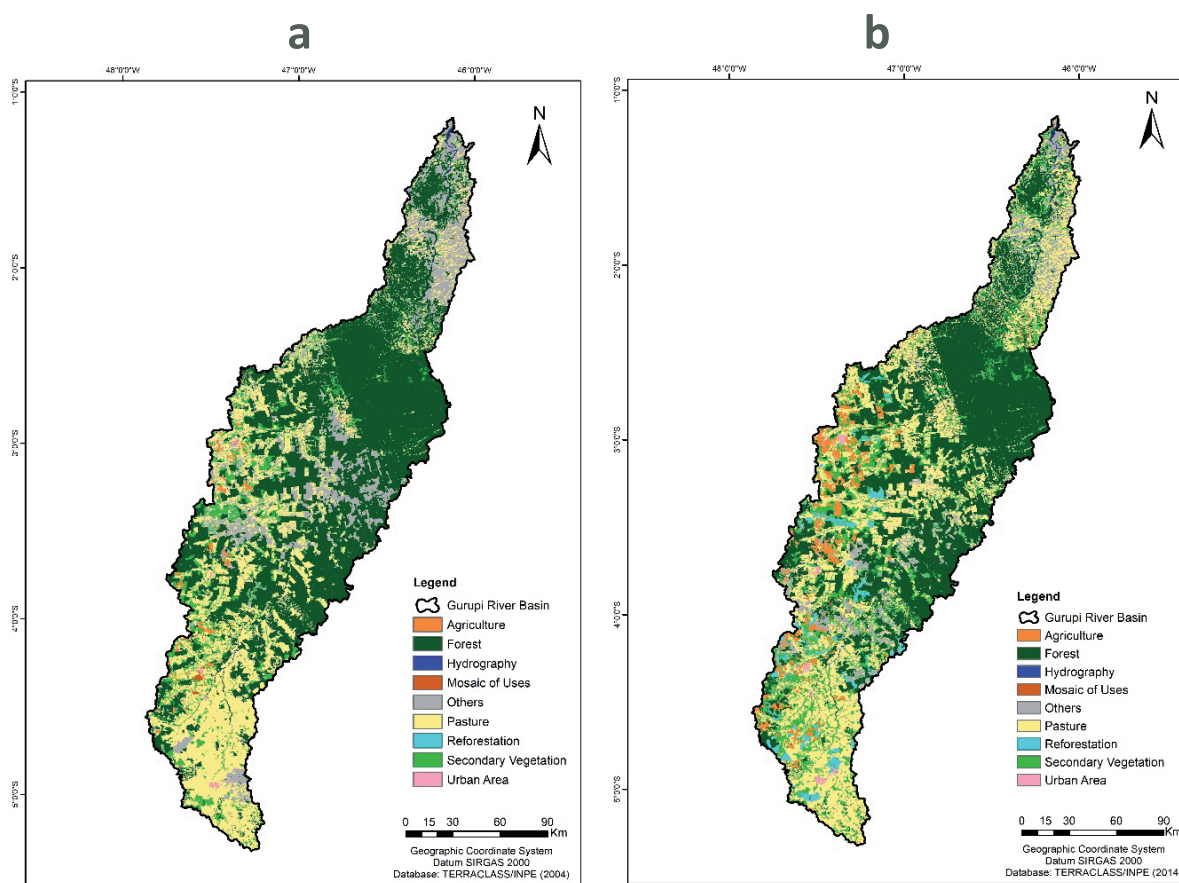 a
48°0'0"W 47°0'0"W 46°0'0"W
1°0'0"S
2°0'0"S
3°0'0"S
4°0'0"S
5°0'0"S
N
Legend
Gurupi River Basin
Agriculture
Forest
Hydrography
Mosaic of Uses
Others
Pasture
Reforestation
Secondary Vegetation
Urban Area
0 15 30 60 90
Km
Geographic Coordinate System
Datum SIRGAS 2000
Database: TERRACLASS/INPE (2004)
b
48°0'0"W 47°0'0"W 46°0'0"W
1°0'0"S
2°0'0"S
3°0'0"S
4°0'0"S
5°0'0"S
N
Legend
Gurupi River Basin
Agriculture
Forest
Hydrography
Mosaic of Uses
Others
Pasture
Reforestation
Secondary Vegetation
Urban Area
0 15 30 60 90
Km
Geographic Coordinate System
Datum SIRGAS 2000
Database: TERRACLASS/INPE (2014